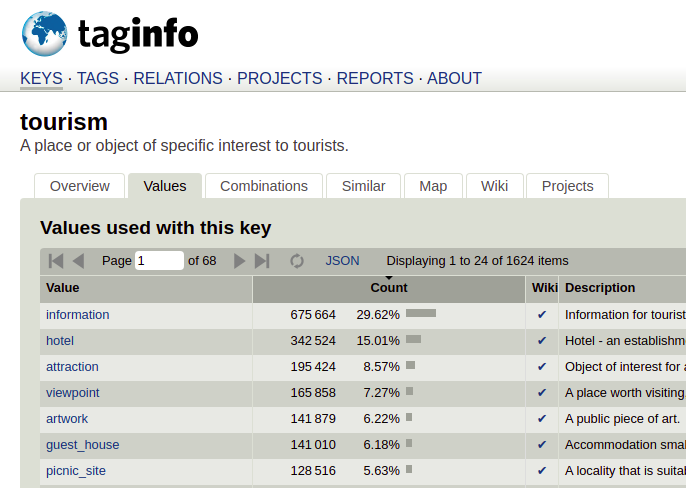 taginfo
KEYS · TAGS · RELATIONS · PROJECTS · REPORTS · ABOUT
tourism
A place or object of specific interest to tourists.
Overview Values Combinations Similar Map Wiki Projects
Values used with this key
Page 1 of 68 JSON Displaying 1 to 24 of 1624 items
Value Count Wiki Description
information 675 664 29.62% ✔ Information for tourist
hotel 342 524 15.01% ✔ Hotel - an establishm
attraction 195 424 8.57% ✔ Object of interest for a
viewpoint 165 858 7.27% ✔ A place worth visiting
artwork 141 879 6.22% ✔ A public piece of art.
guest_house 141 010 6.18% ✔ Accommodation smal
picnic_site 128 516 5.63% ✔ A locality that is suital